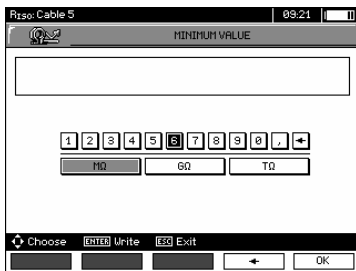 RISO: Cable 5 09:21
MINIMUM VALUE
1 2 3 4 5 6 7 8 9 0 , ←
MΩ GΩ TΩ
Choose ENTER Write ESC Exit
← OK